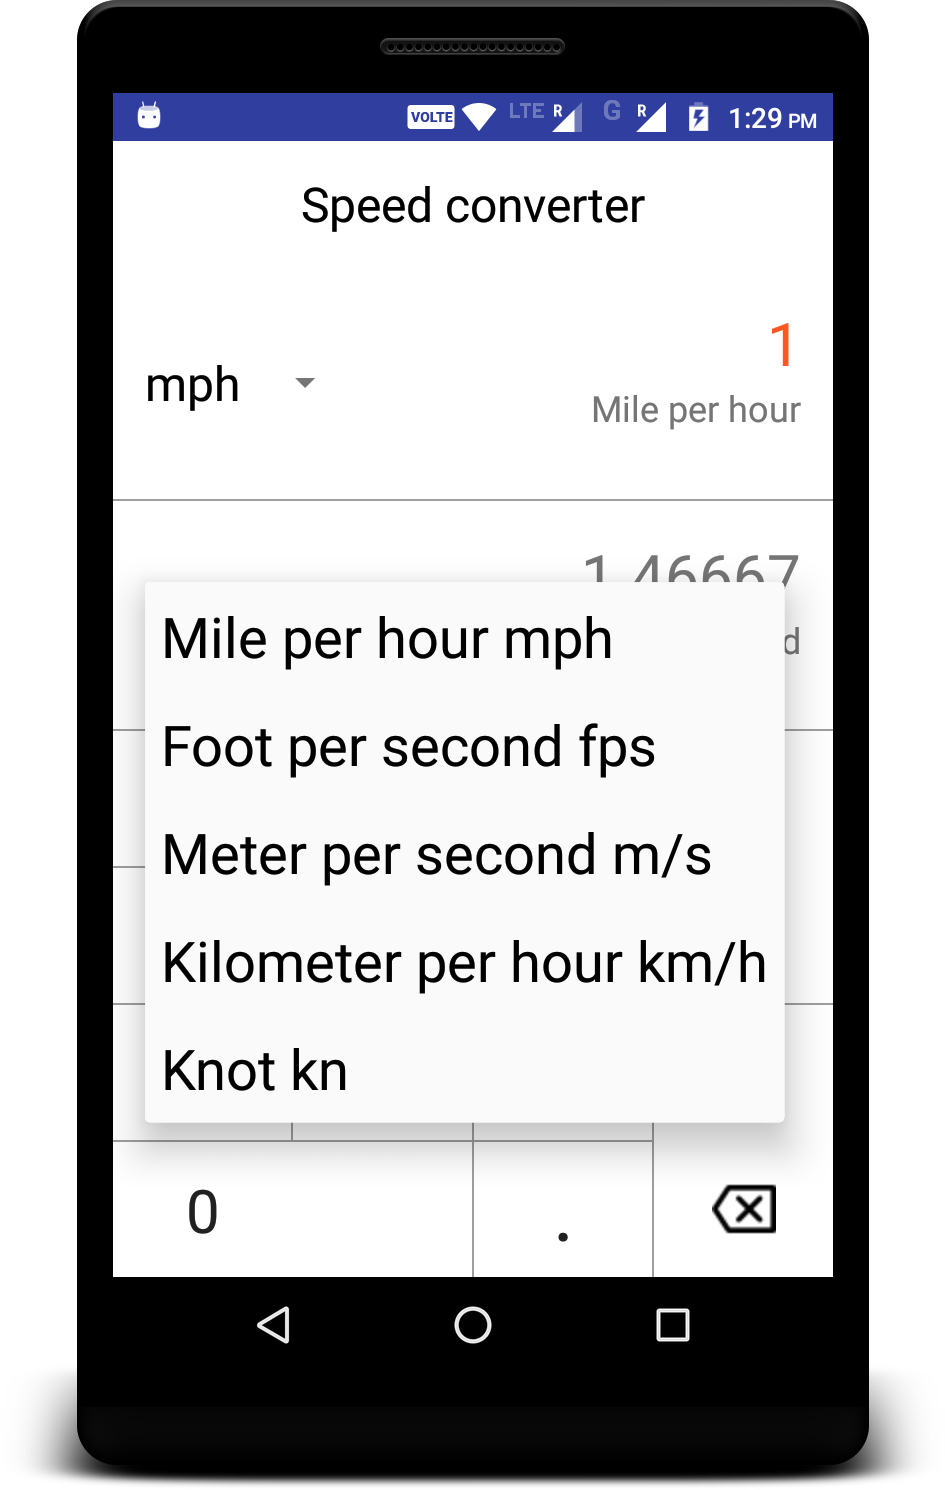 VOLTE LTE R G R 1:29 PM
Speed converter
1
mph
Mile per hour
1.46667
d
Mile per hour mph
Foot per second fps
Meter per second m/s
Kilometer per hour km/h
Knot kn
0 .